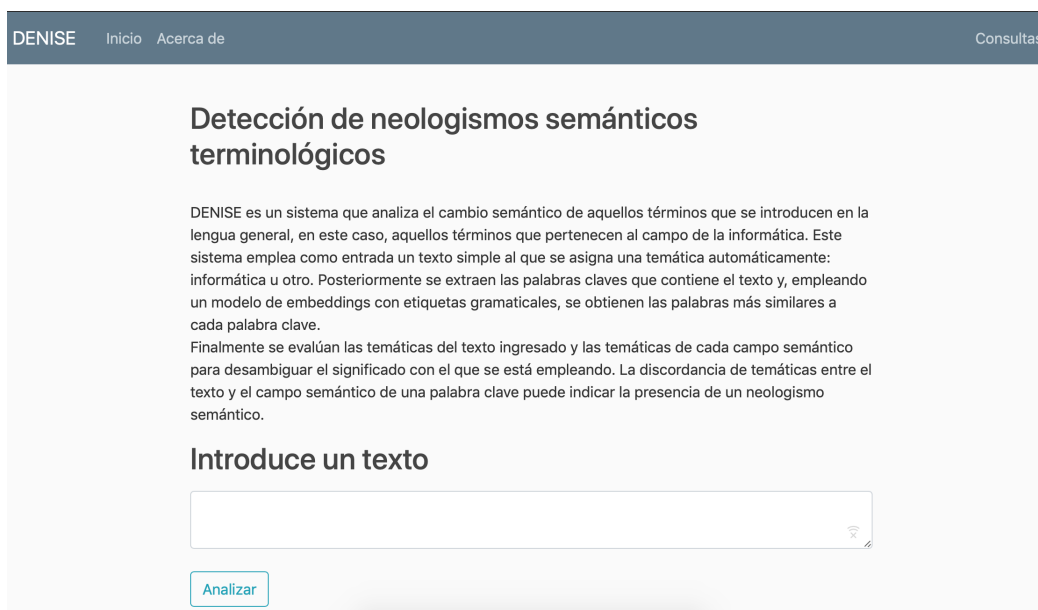 DENISE Inicio Acerca de Consultas
Detección de neologismos semánticos
terminológicos
DENISE es un sistema que analiza el cambio semántico de aquellos términos que se introducen en la
lengua general, en este caso, aquellos términos que pertenecen al campo de la informática. Este
sistema emplea como entrada un texto simple al que se asigna una temática automáticamente:
informática u otro. Posteriormente se extraen las palabras claves que contiene el texto y, empleando
un modelo de embeddings con etiquetas gramaticales, se obtienen las palabras más similares a
cada palabra clave.
Finalmente se evalúan las temáticas del texto ingresado y las temáticas de cada campo semántico
para desambiguar el significado con el que se está empleando. La discordancia de temáticas entre el
texto y el campo semántico de una palabra clave puede indicar la presencia de un neologismo
semántico.
Introduce un texto
Analizar